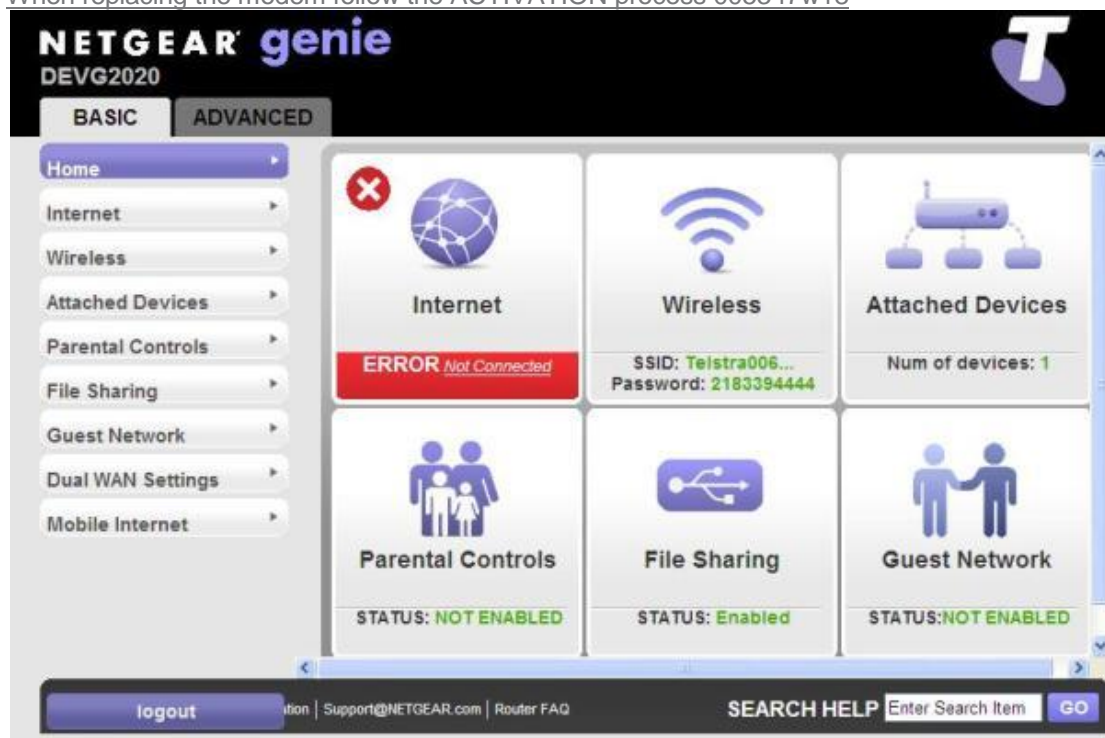 NETGEAR genie
DEVG2020
BASIC ADVANCED
Home
Internet
Wireless
Attached Devices
Parental Controls
File Sharing
Guest Network
Dual WAN Settings
Mobile Internet
Internet
ERROR Not Connected
Wireless
SSID: Telstra006...
Password: 2183394444
Attached Devices
Num of devices: 1
Parental Controls
STATUS: NOT ENABLED
File Sharing
STATUS: Enabled
Guest Network
STATUS:NOT ENABLED
logout
Support@NETGEAR.com | Router FAQ
SEARCH HELP Enter Search Item GO